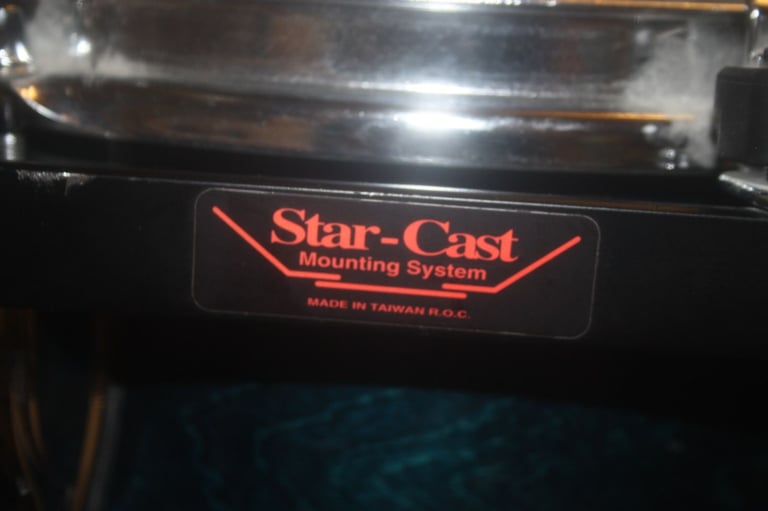 Star-Cast
Mounting System
MADE IN TAIWAN R.O.C.